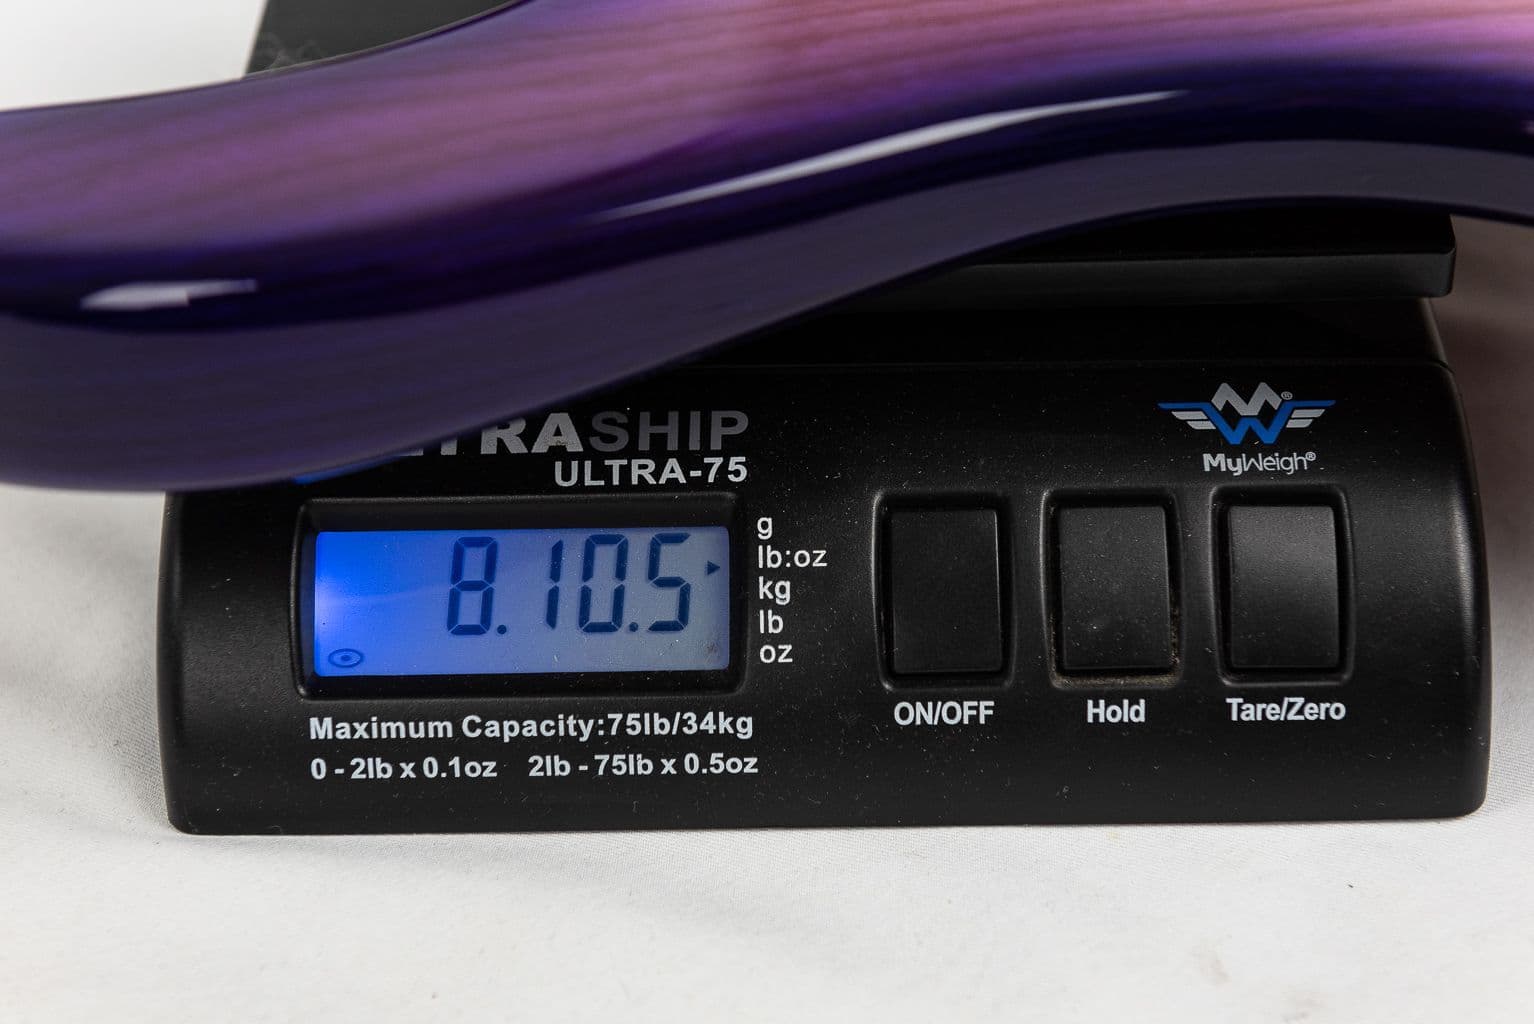 TRASHIP
ULTRA-75
MyWeigh®
8.10.5
g
lb:oz
kg
lb
oz
ON/OFF
Hold
Tare/Zero
Maximum Capacity:75lb/34kg
0 - 2lb x 0.1oz 2lb - 75lb x 0.5oz